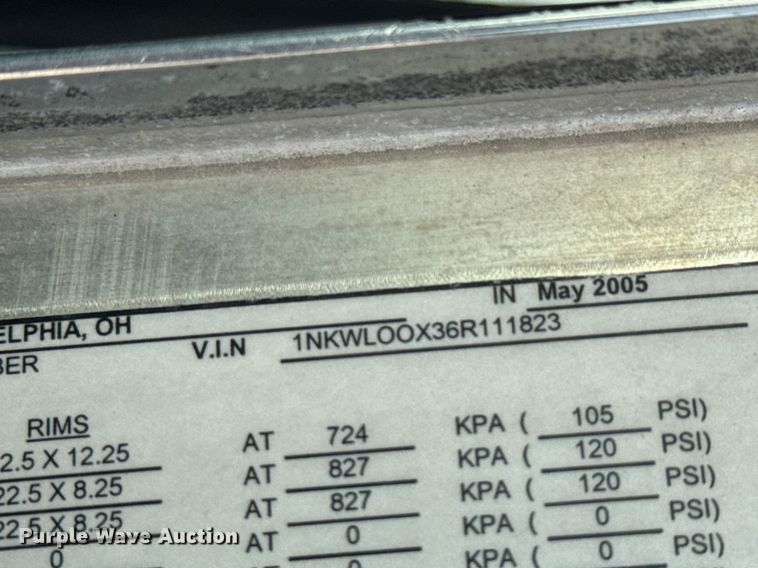 IN May 2005
ELPHIA, OH
BER V.I.N 1NKWLOOX36R111823
RIMS
2.5 X 12.25 AT 724 KPA ( 105 PSI)
22.5 X 8.25 AT 827 KPA ( 120 PSI)
22.5 X 8.25 AT 827 KPA ( 120 PSI)
0 AT 0 KPA ( 0 PSI)
KPA ( 0 PSI)
Purple Wave Auction